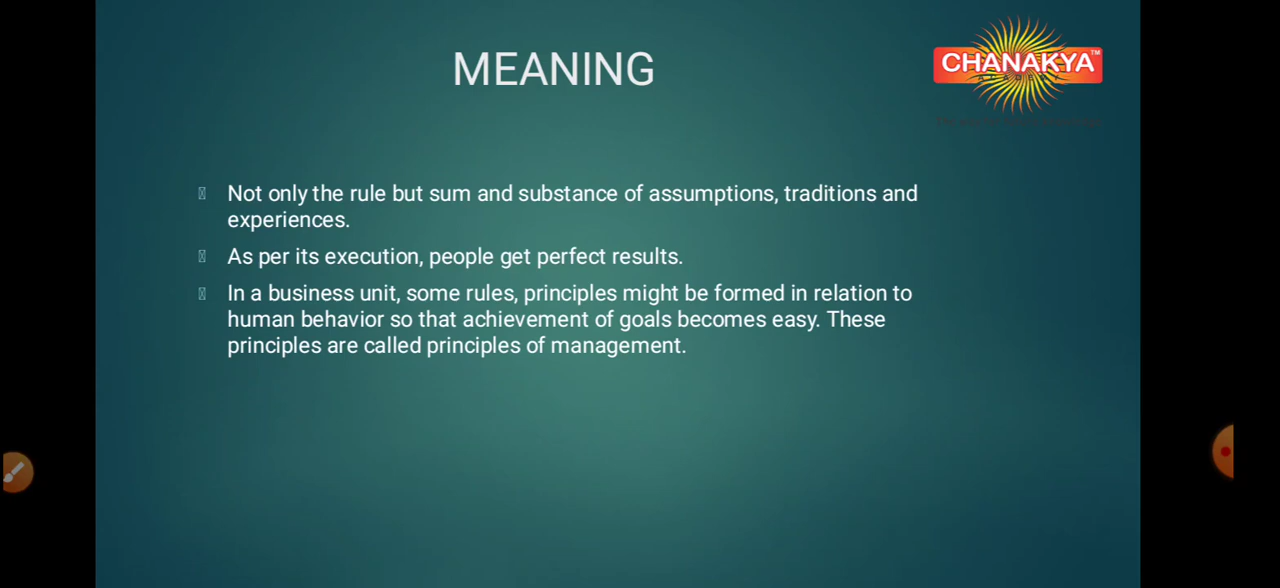 MEANING
CHANAKYA
TM
Not only the rule but sum and substance of assumptions, traditions and
experiences.
As per its execution, people get perfect results.
In a business unit, some rules, principles might be formed in relation to
human behavior so that achievement of goals becomes easy. These
principles are called principles of management.